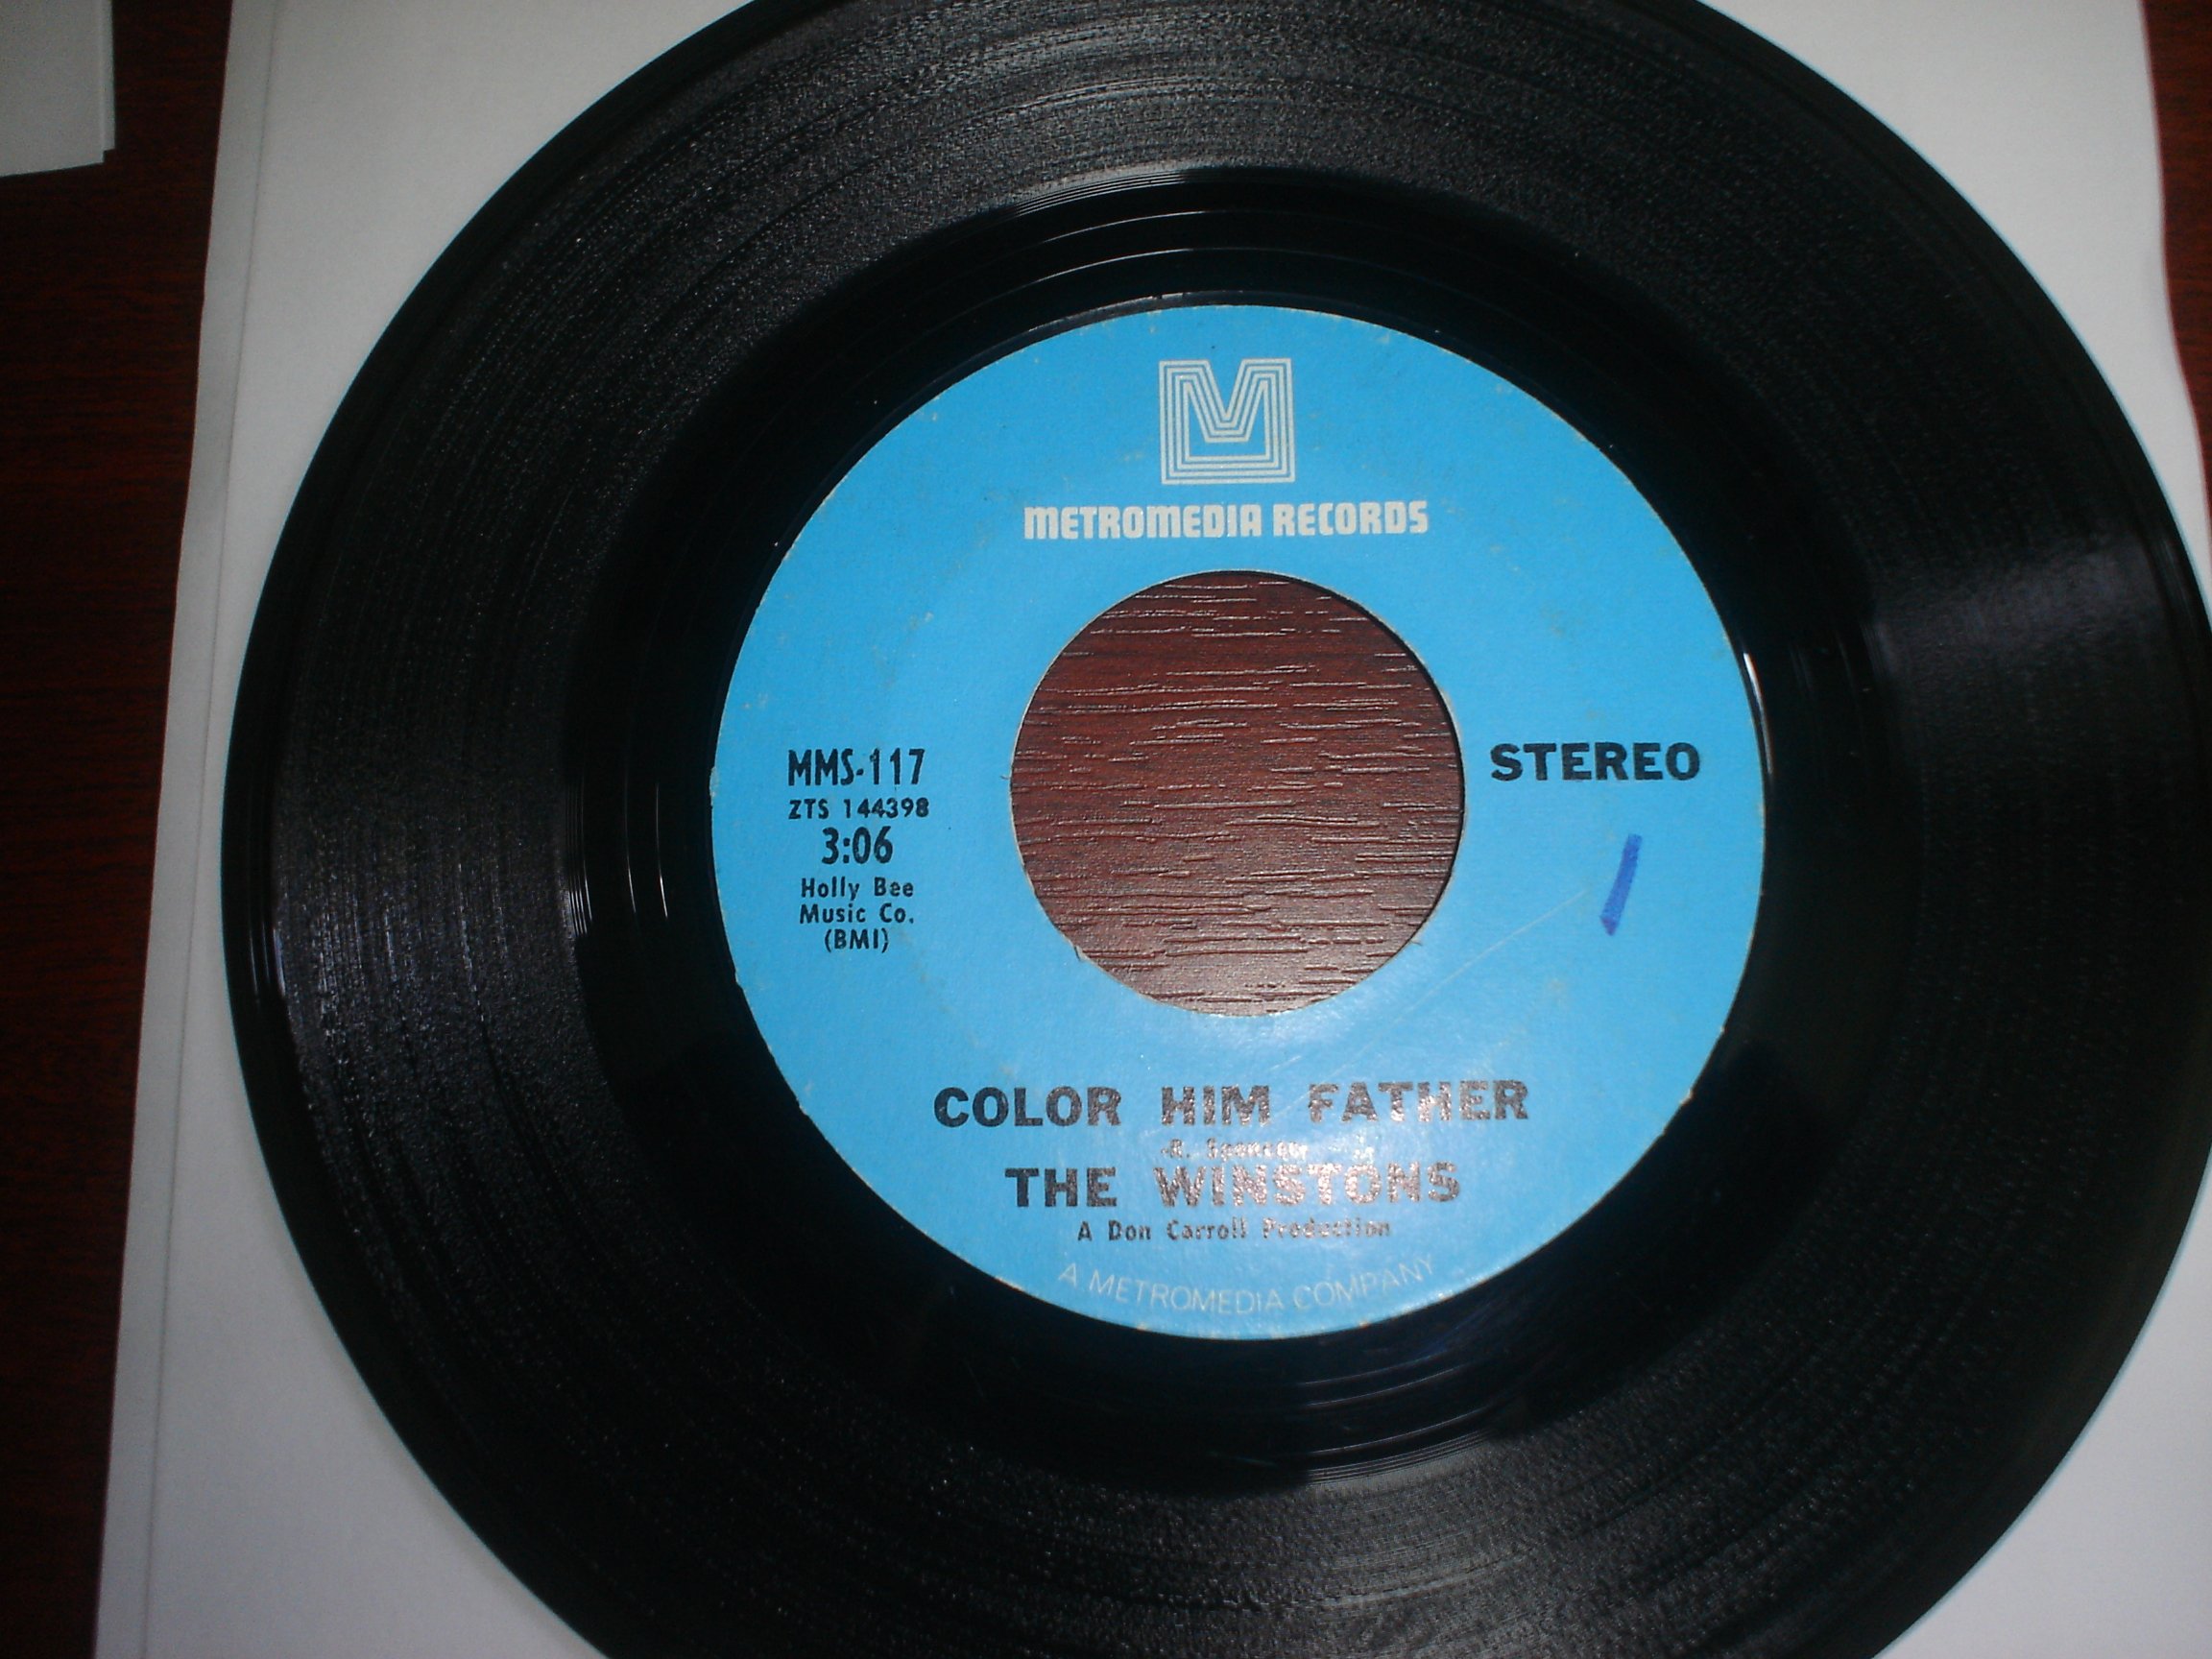 METROMEDIA RECORDS
MMS-117
ZTS 144398
3:06
Holly Bee
Music Co.
(BMI)
STEREO
COLOR HIM FATHER
-R. Spencer-
THE WINSTONS
A Don Carroll Production
A METROMEDIA COMPANY